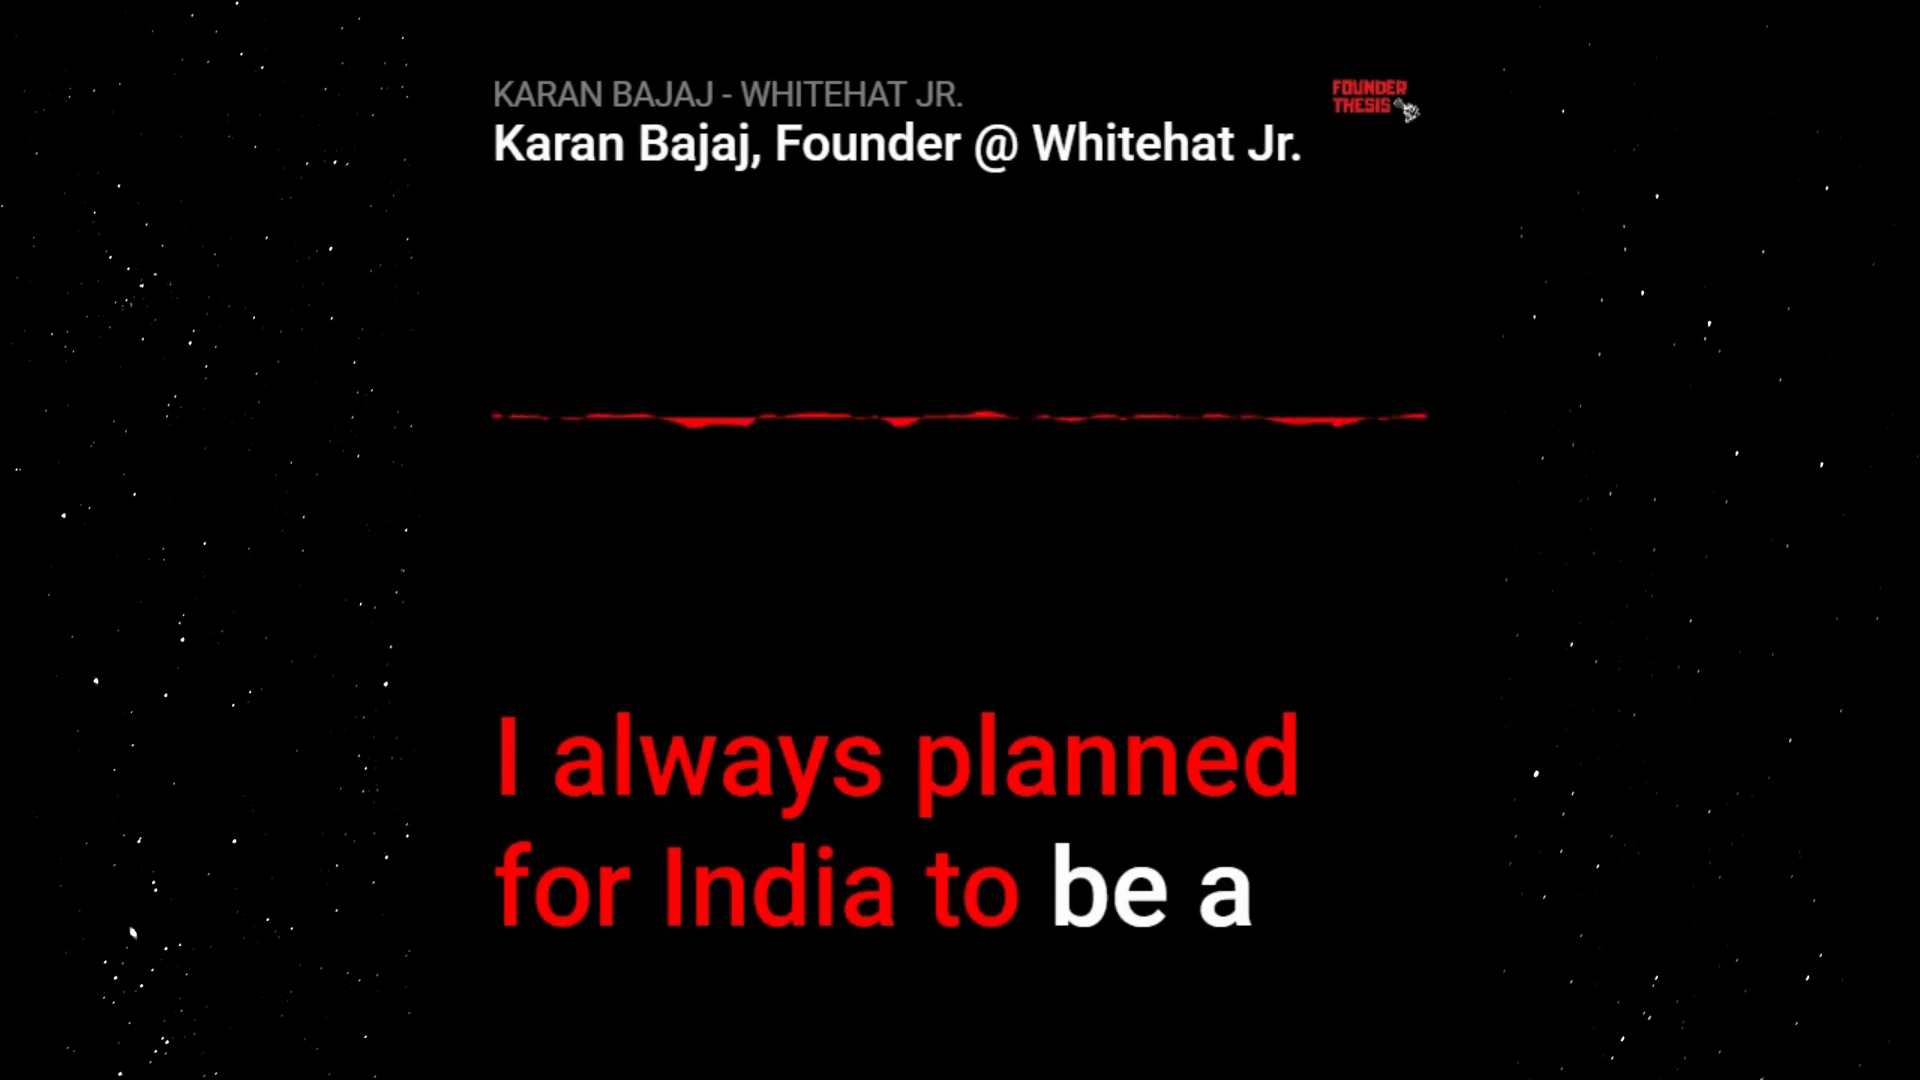 KARAN BAJAJ - WHITEHAT JR.
Karan Bajaj, Founder @ Whitehat Jr.
FOUNDER
THESIS
I always planned
for India to be a